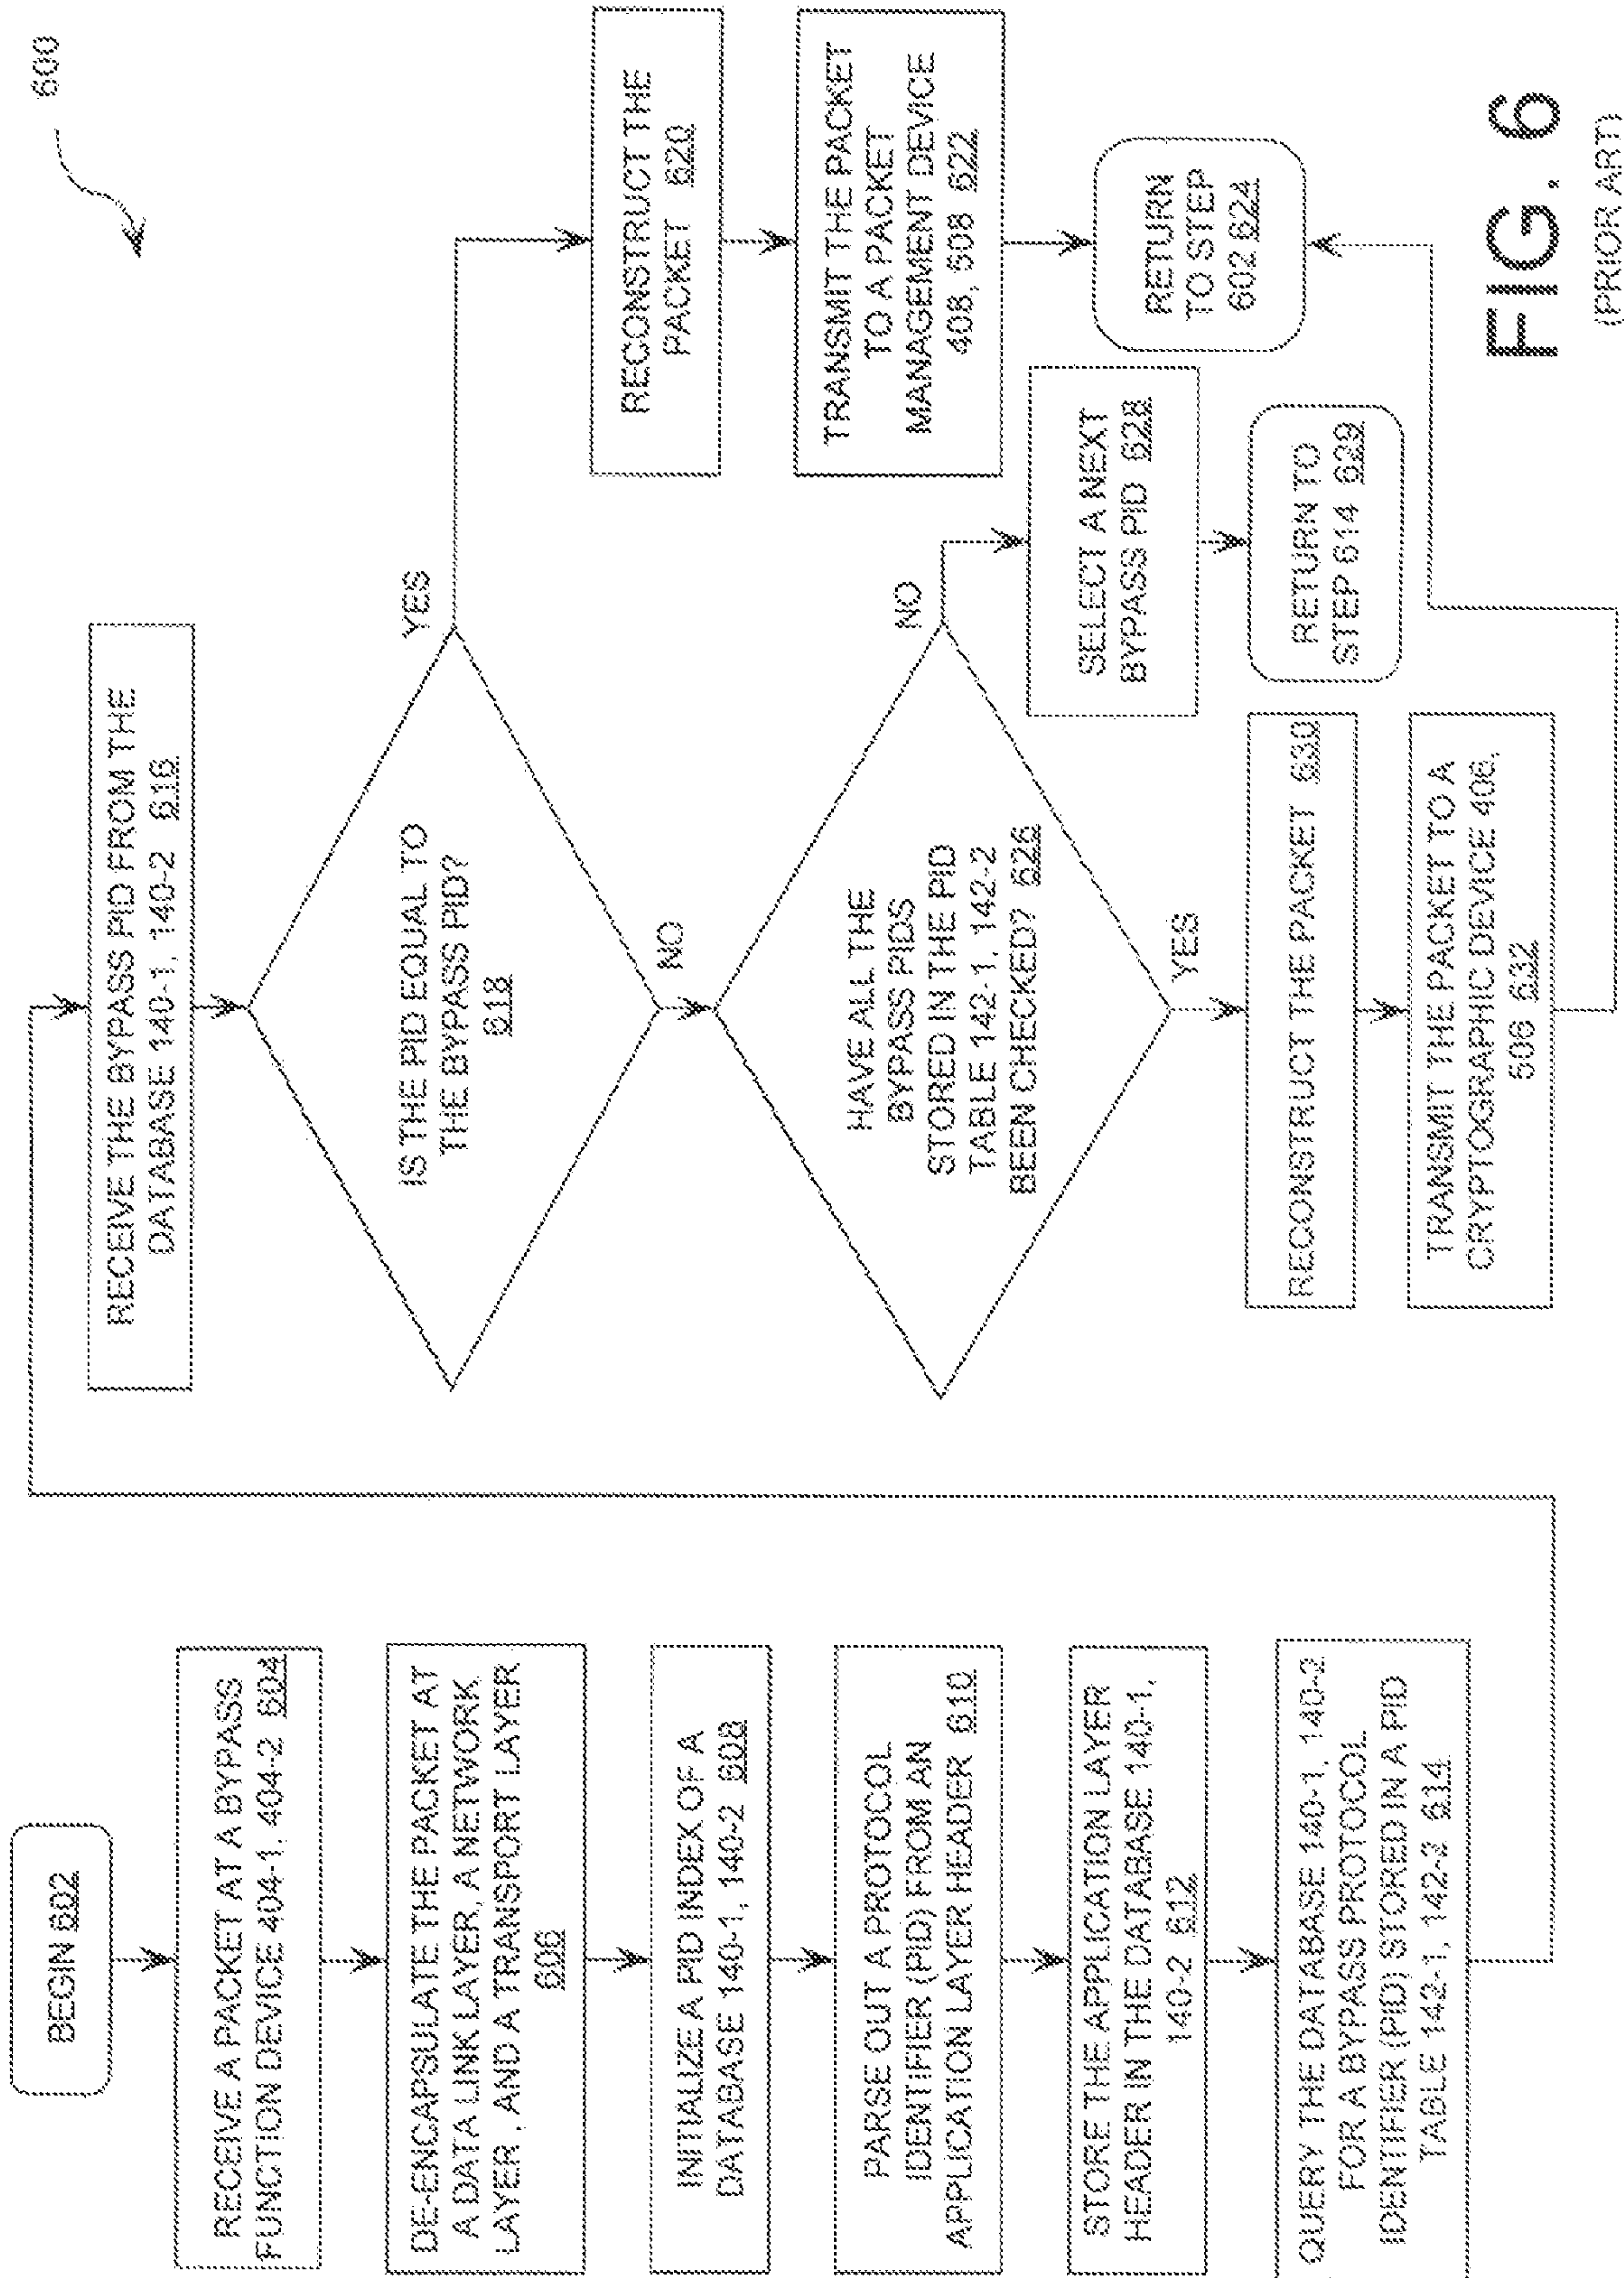 600
BEGIN 602
RECEIVE A PACKET AT A BYPASS
FUNCTION DEVICE 404-1, 404-2 604
DE-ENCAPSULATE THE PACKET AT
A DATA LINK LAYER, A NETWORK
LAYER , AND A TRANSPORT LAYER
606
INITIALIZE A PID INDEX OF A
DATABASE 140-1, 140-2 608
PARSE OUT A PROTOCOL
IDENTIFIER (PID) FROM AN
APPLICATION LAYER HEADER 610
STORE THE APPLICATION LAYER
HEADER IN THE DATABASE 140-1,
140-2 612
QUERY THE DATABASE 140-1, 140-2
FOR A BYPASS PROTOCOL
IDENTIFIER (PID) STORED IN A PID
TABLE 142-1, 142-2 614
RECEIVE THE BYPASS PID FROM THE
DATABASE 140-1, 140-2 616
IS THE PID EQUAL TO
THE BYPASS PID?
618
YES
NO
RECONSTRUCT THE
PACKET 620
TRANSMIT THE PACKET
TO A PACKET
MANAGEMENT DEVICE
408, 508 622
RETURN
TO STEP
602 624
HAVE ALL THE
BYPASS PIDS
STORED IN THE PID
TABLE 142-1, 142-2
BEEN CHECKED? 626
NO
YES
SELECT A NEXT
BYPASS PID 628
RETURN TO
STEP 614 629
RECONSTRUCT THE PACKET 630
TRANSMIT THE PACKET TO A
CRYPTOGRAPHIC DEVICE 406,
506 632
FIG. 6
(PRIOR ART)